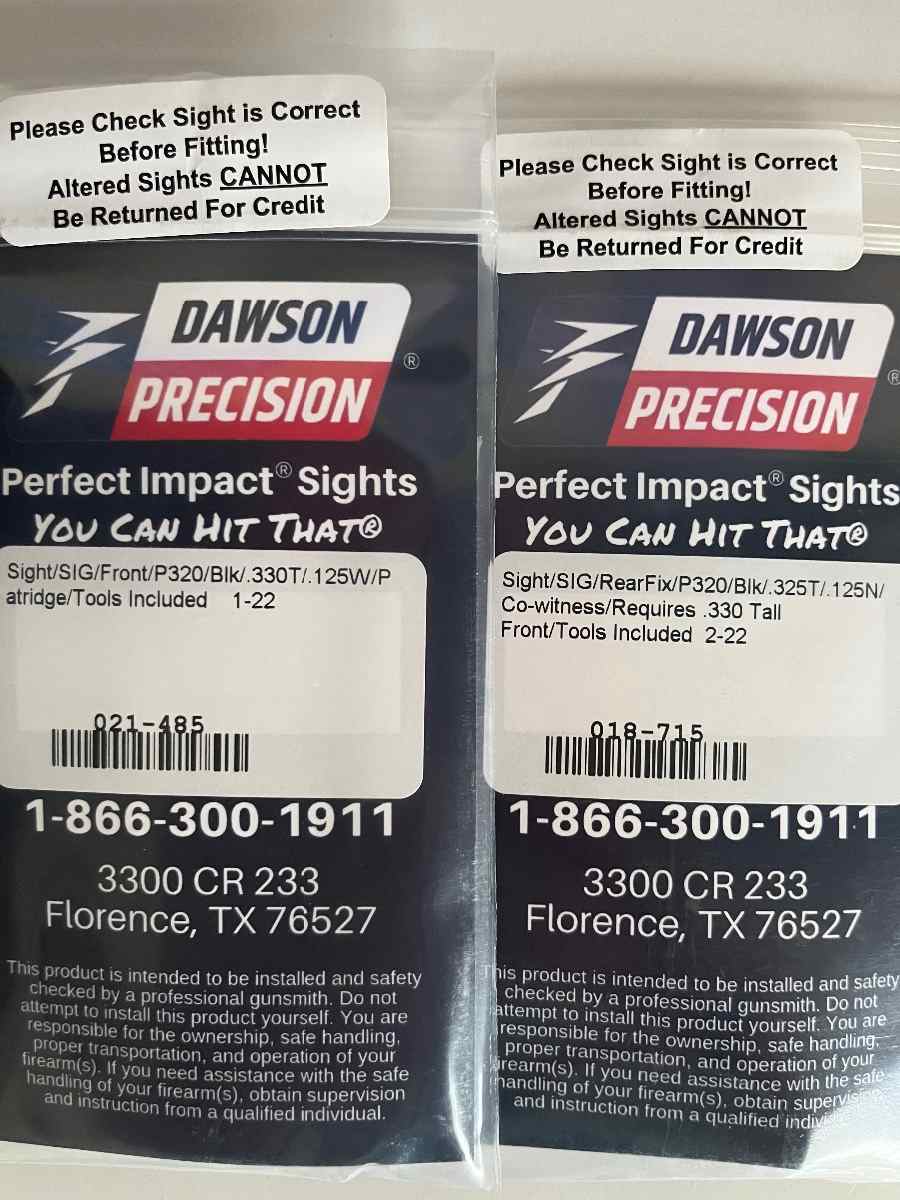 Please Check Sight is Correct
Before Fitting!
Altered Sights CANNOT
Be Returned For Credit
DAWSON
PRECISION
®
Perfect Impact® Sights
YOU CAN HIT THAT®
Sight/SIG/Front/P320/Blk/.330T/.125W/P
atridge/Tools Included 1-22
021-485
1-866-300-1911
3300 CR 233
Florence, TX 76527
This product is intended to be installed and safety
checked by a professional gunsmith. Do not
attempt to install this product yourself. You are
responsible for the ownership, safe handling,
proper transportation, and operation of your
firearm(s). If you need assistance with the safe
handling of your firearm(s), obtain supervision
and instruction from a qualified individual.
Please Check Sight is Correct
Before Fitting!
Altered Sights CANNOT
Be Returned For Credit
DAWSON
PRECISION
®
Perfect Impact® Sights
YOU CAN HIT THAT®
Sight/SIG/RearFix/P320/Blk/.325T/.125N/
Co-witness/Requires .330 Tall
Front/Tools Included 2-22
018-715
1-866-300-1911
3300 CR 233
Florence, TX 76527
This product is intended to be installed and safety
checked by a professional gunsmith. Do not
attempt to install this product yourself. You are
responsible for the ownership, safe handling,
proper transportation, and operation of your
firearm(s). If you need assistance with the safe
handling of your firearm(s), obtain supervision
and instruction from a qualified